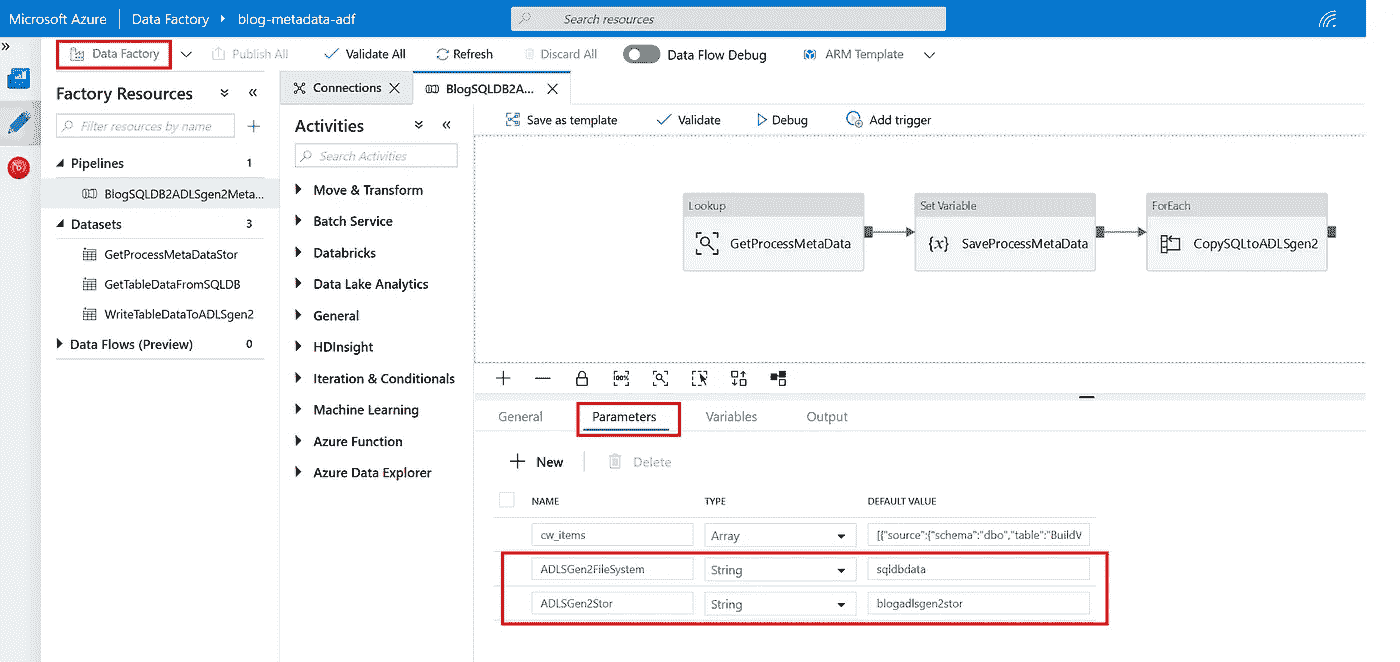 Microsoft Azure Data Factory blog-metadata-adf Search resources
Data Factory Publish All Validate All Refresh Discard All Data Flow Debug ARM Template
Factory Resources
Filter resources by name
Pipelines 1
BlogSQLDB2ADLSgen2Meta...
Datasets 3
GetProcessMetaDataStor
GetTableDataFromSQLDB
WriteTableDataToADLSgen2
Data Flows (Preview) 0
Connections BlogSQLDB2A...
Activities
Search Activities
Move & Transform
Batch Service
Databricks
Data Lake Analytics
General
HDInsight
Iteration & Conditionals
Machine Learning
Azure Function
Azure Data Explorer
Save as template Validate Debug Add trigger
Lookup
GetProcessMetaData
Set Variable
{x} SaveProcessMetaData
ForEach
CopySQLtoADLSgen2
100%
General Parameters Variables Output
New Delete
NAME TYPE DEFAULT VALUE
cw_items Array [{"source":{"schema":"dbo","table":"BuildV
ADLSGen2FileSystem String sqldbdata
ADLSGen2Stor String blogadlsgen2stor